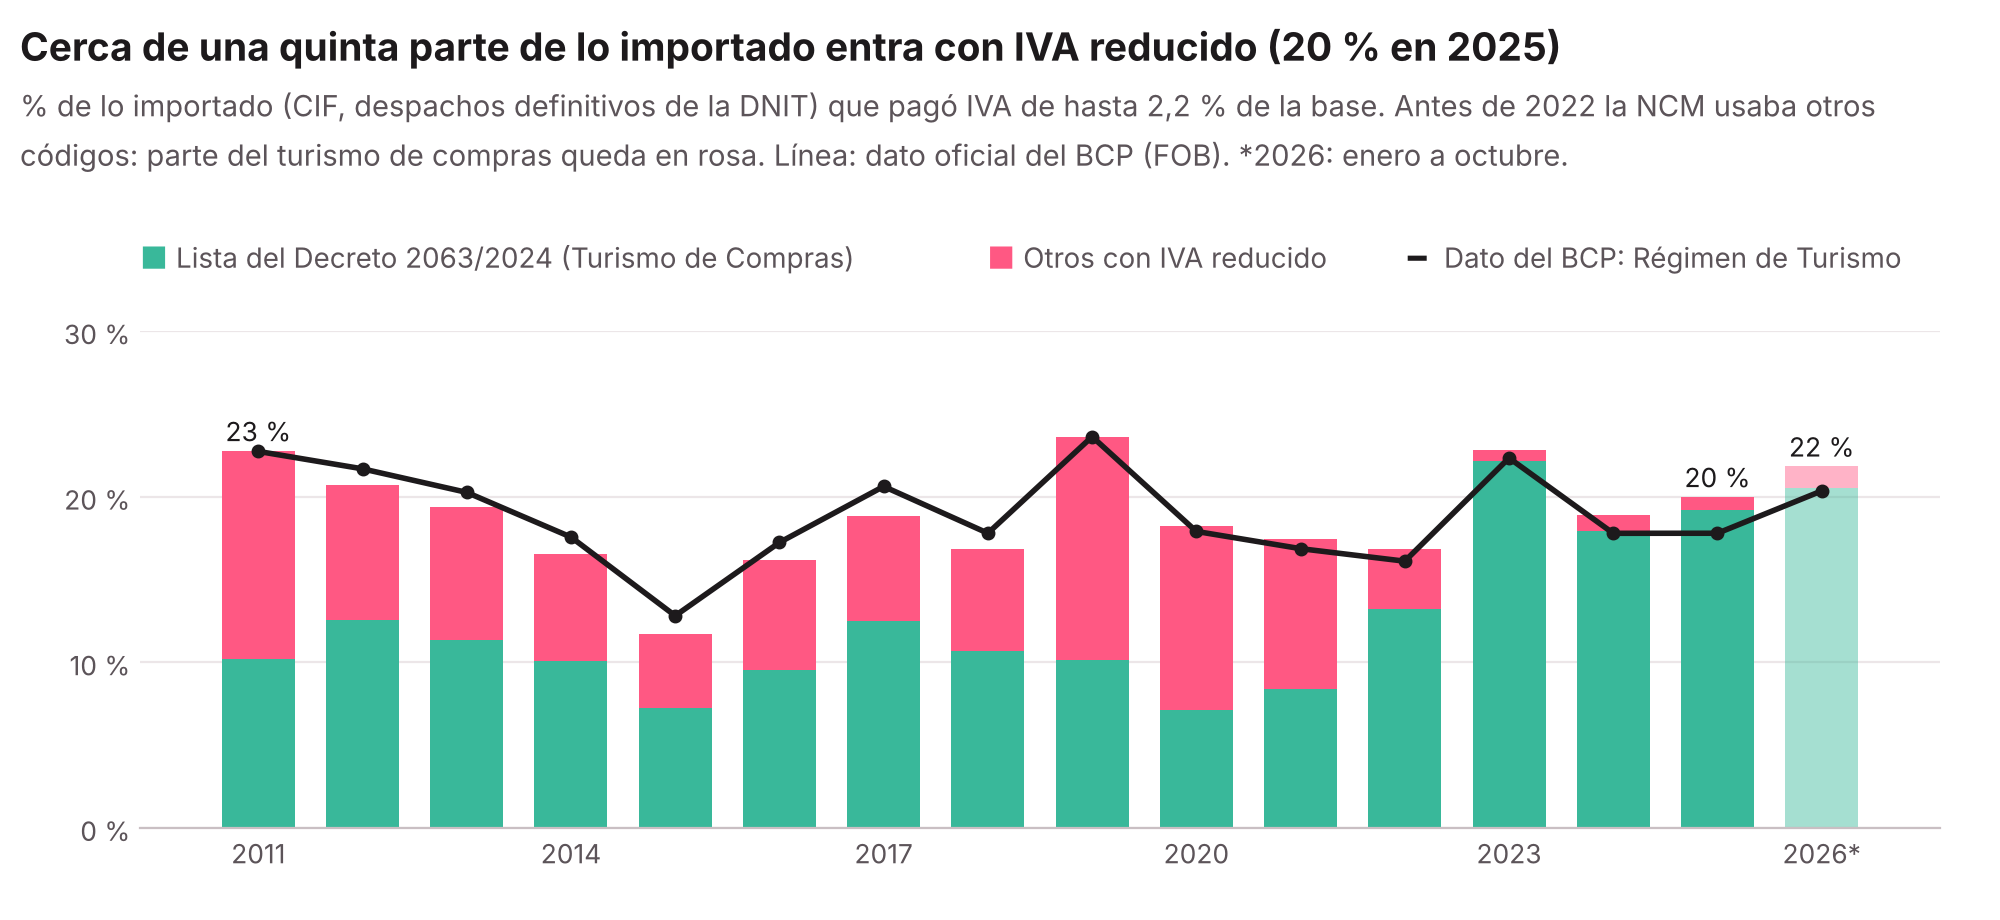 Cerca de una quinta parte de lo importado entra con IVA reducido (20 % en 2025)
% de lo importado (CIF, despachos definitivos de la DNIT) que pagó IVA de hasta 2,2 % de la base. Antes de 2022 la NCM usaba otros
códigos: parte del turismo de compras queda en rosa. Línea: dato oficial del BCP (FOB). *2026: enero a octubre.
Lista del Decreto 2063/2024 (Turismo de Compras)
Otros con IVA reducido
Dato del BCP: Régimen de Turismo
30 %
20 %
10 %
0 %
23 %
20 %
22 %
2011
2014
2017
2020
2023
2026*